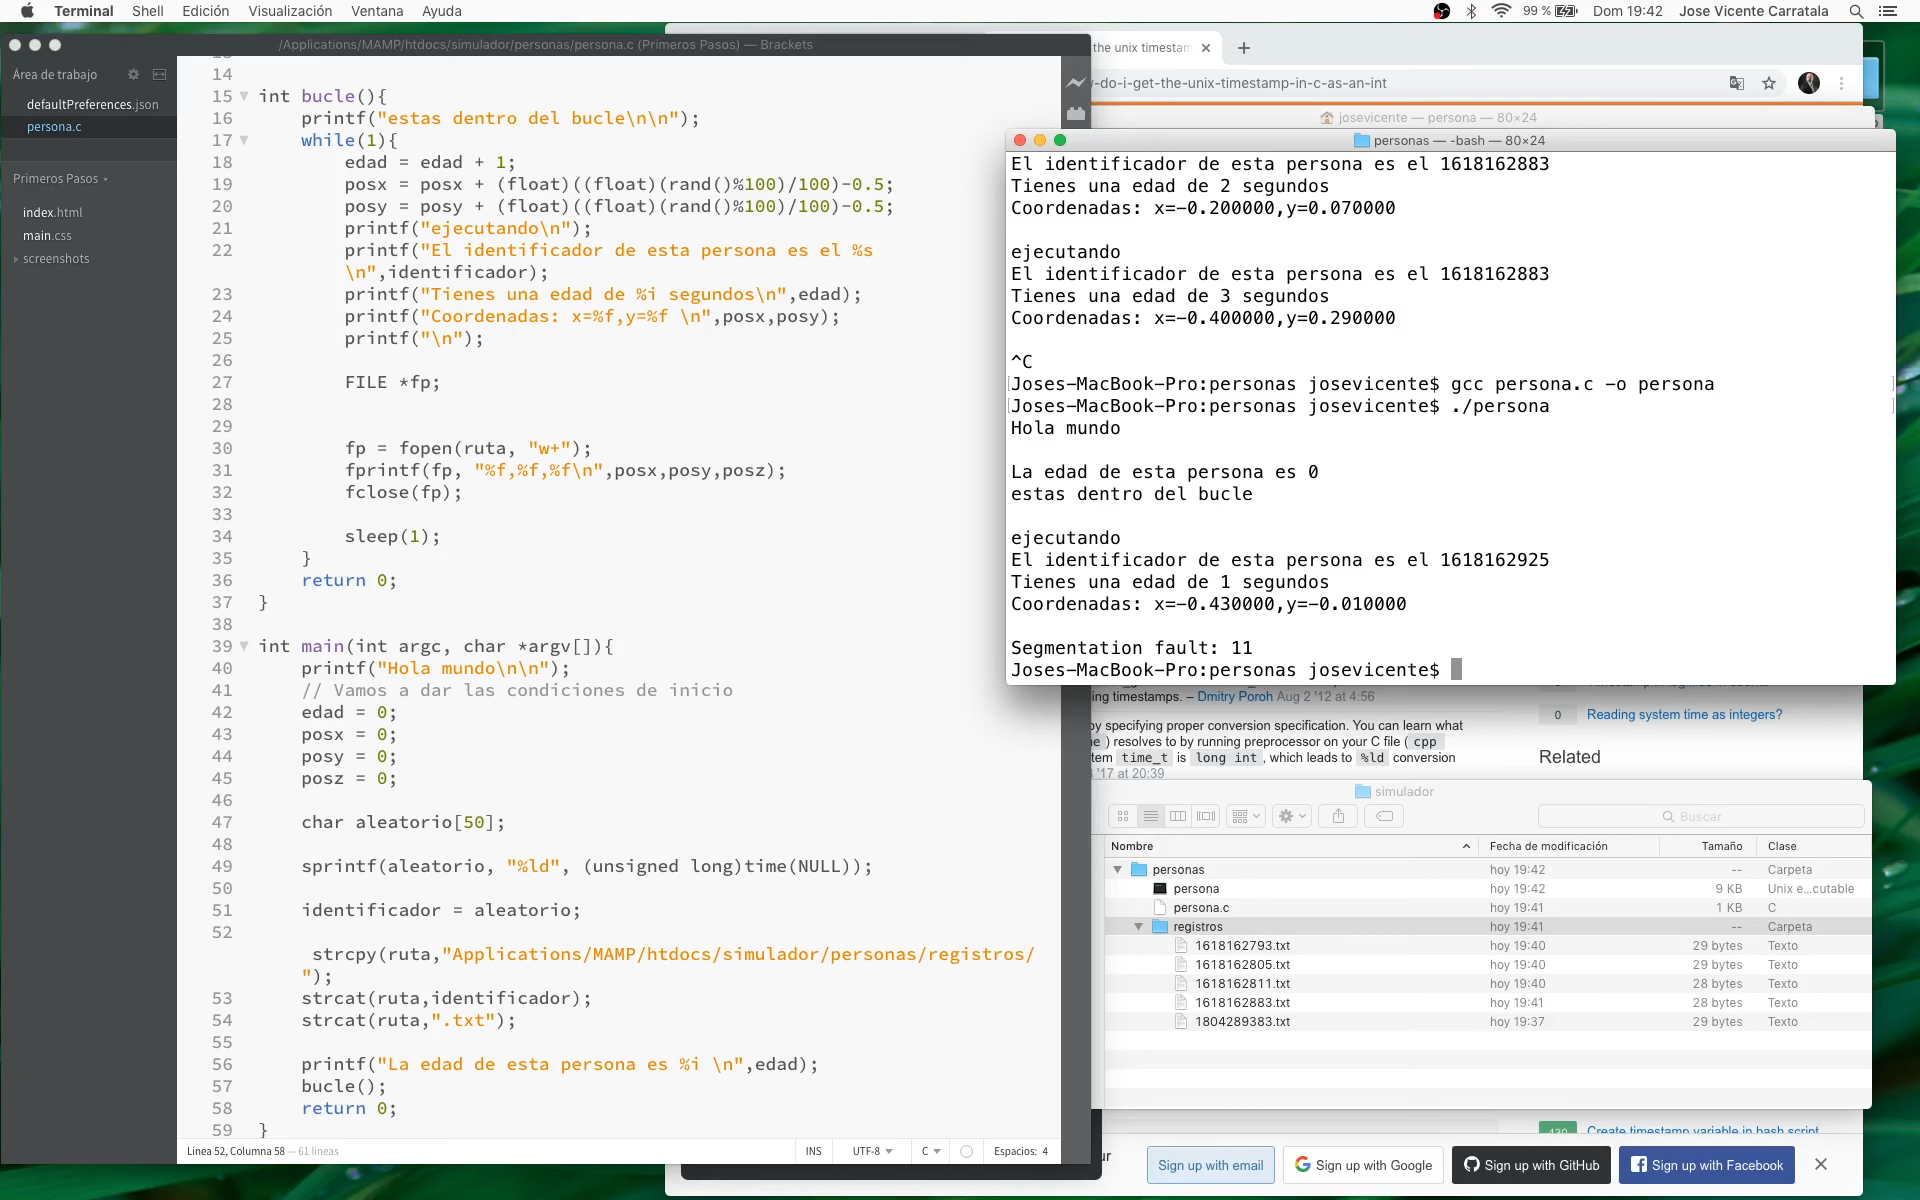 Terminal Shell Edición Visualización Ventana Ayuda 99 % Dom 19:42 Jose Vicente Carratala
/Applications/MAMP/htdocs/simulador/personas/persona.c (Primeros Pasos) — Brackets
Área de trabajo
defaultPreferences.json
persona.c
Primeros Pasos
index.html
main.css
screenshots
14
15 int bucle(){
16 printf("estas dentro del bucle\n\n");
17 while(1){
18 edad = edad + 1;
19 posx = posx + (float)((float)(rand()%100)/100)-0.5;
20 posy = posy + (float)((float)(rand()%100)/100)-0.5;
21 printf("ejecutando\n");
22 printf("El identificador de esta persona es el %s
\n",identificador);
23 printf("Tienes una edad de %i segundos\n",edad);
24 printf("Coordenadas: x=%f,y=%f \n",posx,posy);
25 printf("\n");
26
27 FILE *fp;
28
29
30 fp = fopen(ruta, "w+");
31 fprintf(fp, "%f,%f,%f\n",posx,posy,posz);
32 fclose(fp);
33
34 sleep(1);
35 }
36 return 0;
37 }
38
39 int main(int argc, char *argv[]){
40 printf("Hola mundo\n\n");
41 // Vamos a dar las condiciones de inicio
42 edad = 0;
43 posx = 0;
44 posy = 0;
45 posz = 0;
46
47 char aleatorio[50];
48
49 sprintf(aleatorio, "%ld", (unsigned long)time(NULL));
50
51 identificador = aleatorio;
52
strcpy(ruta,"Applications/MAMP/htdocs/simulador/personas/registros/
");
53 strcat(ruta,identificador);
54 strcat(ruta,".txt");
55
56 printf("La edad de esta persona es %i \n",edad);
57 bucle();
58 return 0;
59 }
Línea 52, Columna 58 — 61 líneas INS UTF-8 C Espacios: 4
the unix timestam
-do-i-get-the-unix-timestamp-in-c-as-an-int
josevicente — persona — 80×24
personas — -bash — 80×24
El identificador de esta persona es el 1618162883
Tienes una edad de 2 segundos
Coordenadas: x=-0.200000,y=0.070000
ejecutando
El identificador de esta persona es el 1618162883
Tienes una edad de 3 segundos
Coordenadas: x=-0.400000,y=0.290000
^C
Joses-MacBook-Pro:personas josevicente$ gcc persona.c -o persona
Joses-MacBook-Pro:personas josevicente$ ./persona
Hola mundo
La edad de esta persona es 0
estas dentro del bucle
ejecutando
El identificador de esta persona es el 1618162925
Tienes una edad de 1 segundos
Coordenadas: x=-0.430000,y=-0.010000
Segmentation fault: 11
Joses-MacBook-Pro:personas josevicente$
ing timestamps. – Dmitry Poroh Aug 2 '12 at 4:56
by specifying proper conversion specification. You can learn what
) resolves to by running preprocessor on your C file ( cpp
tem time_t is long int, which leads to %ld conversion
'17 at 20:39
0 Reading system time as integers?
Related
simulador
Buscar
Nombre Fecha de modificación Tamaño Clase
personas hoy 19:42 -- Carpeta
persona hoy 19:42 9 KB Unix e...cutable
persona.c hoy 19:41 1 KB C
registros hoy 19:41 -- Carpeta
1618162793.txt hoy 19:40 29 bytes Texto
1618162805.txt hoy 19:40 29 bytes Texto
1618162811.txt hoy 19:40 28 bytes Texto
1618162883.txt hoy 19:41 28 bytes Texto
1804289383.txt hoy 19:37 29 bytes Texto
Create timestamp variable in bash script
ur
Sign up with email Sign up with Google Sign up with GitHub Sign up with Facebook